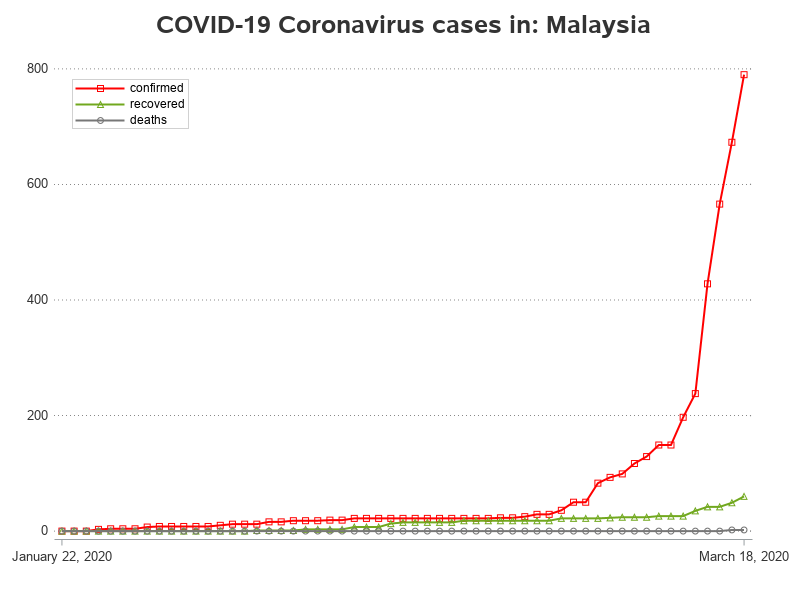 COVID-19 Coronavirus cases in: Malaysia
800
confirmed
recovered
deaths
600
400
200
0
January 22, 2020 March 18, 2020